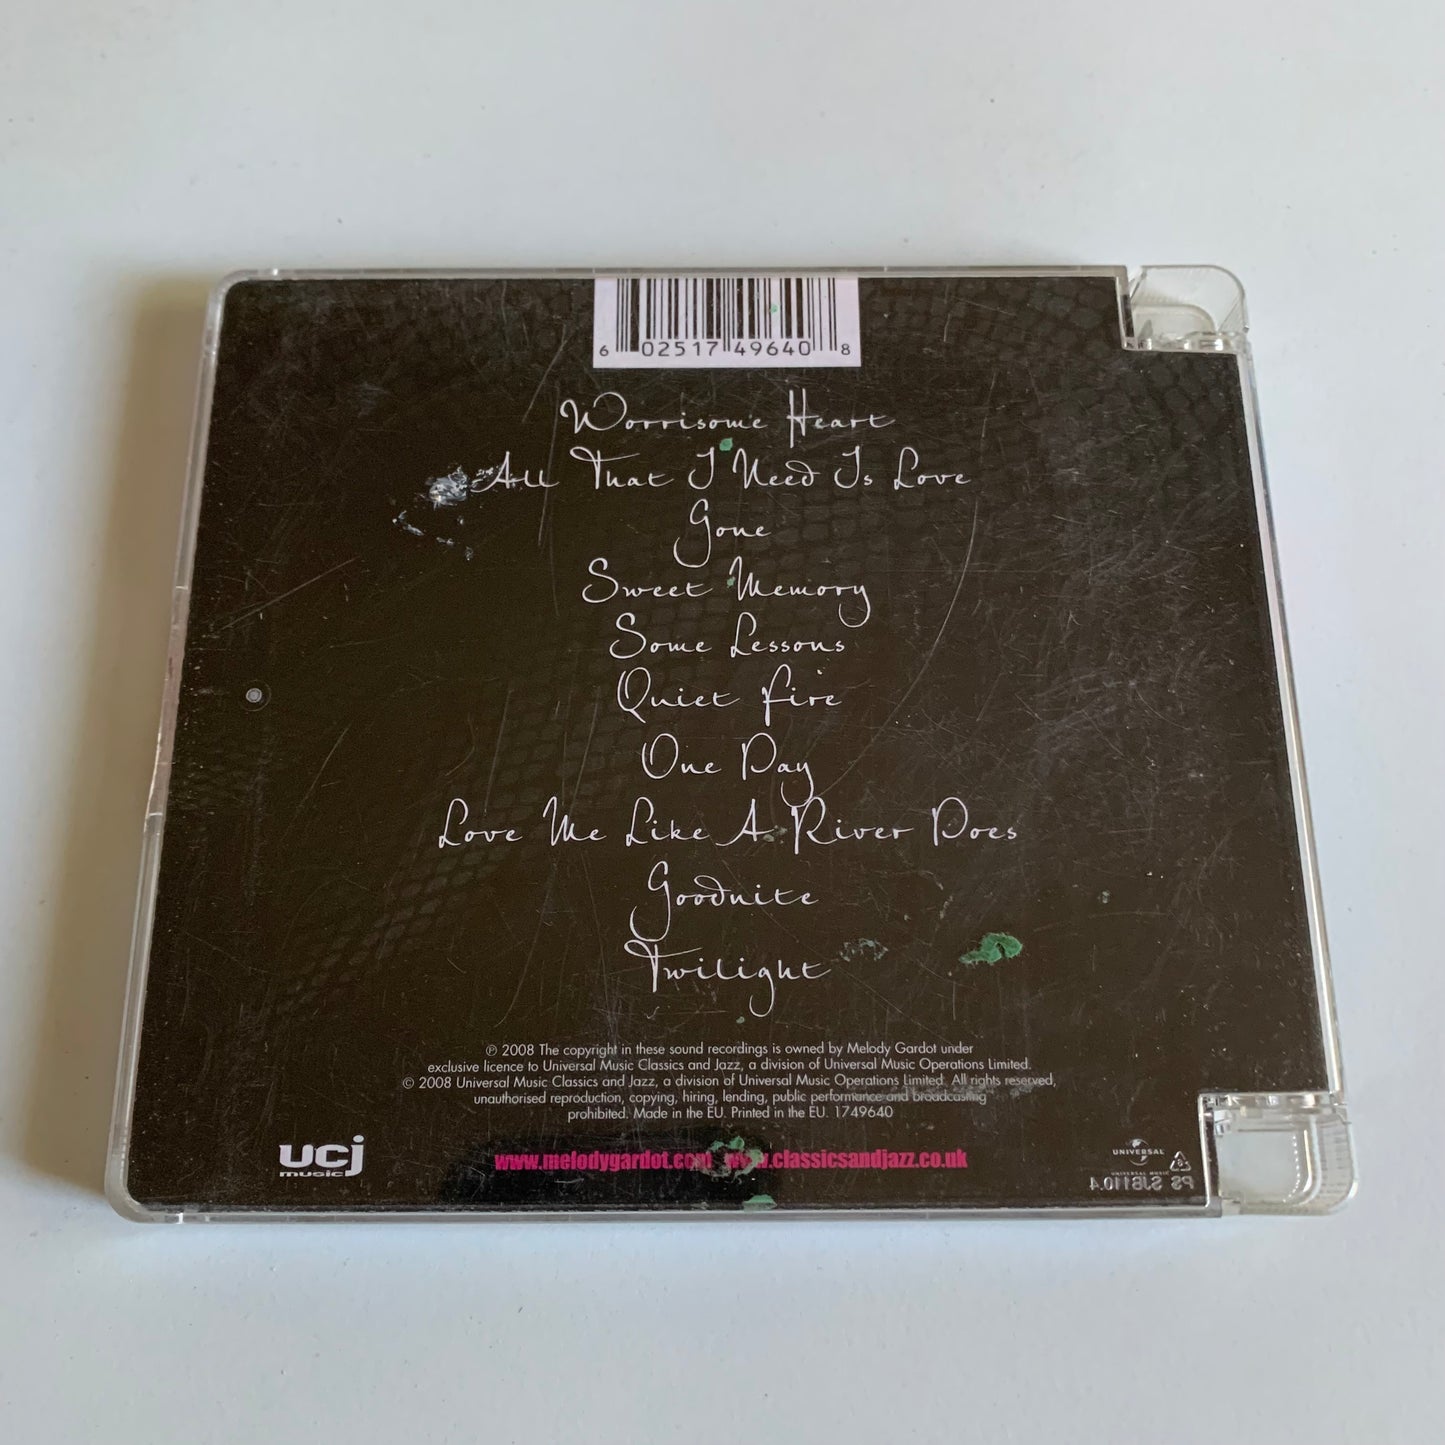 6 02517 49640 8
Worrisome Heart
All That I Need Is Love
Gone
Sweet Memory
Some Lessons
Quiet Fire
One Day
Love Me Like A River Does
Goodnite
Twilight
℗ 2008 The copyright in these sound recordings is owned by Melody Gardot under
exclusive licence to Universal Music Classics and Jazz, a division of Universal Music Operations Limited.
© 2008 Universal Music Classics and Jazz, a division of Universal Music Operations Limited. All rights reserved,
unauthorised reproduction, copying, hiring, lending, public performance and broadcasting
prohibited. Made in the EU. Printed in the EU. 1749640
ucj
music
www.melodygardot.com www.classicsandjazz.co.uk
UNIVERSAL
UNIVERSAL MUSIC
PS SJB110.4